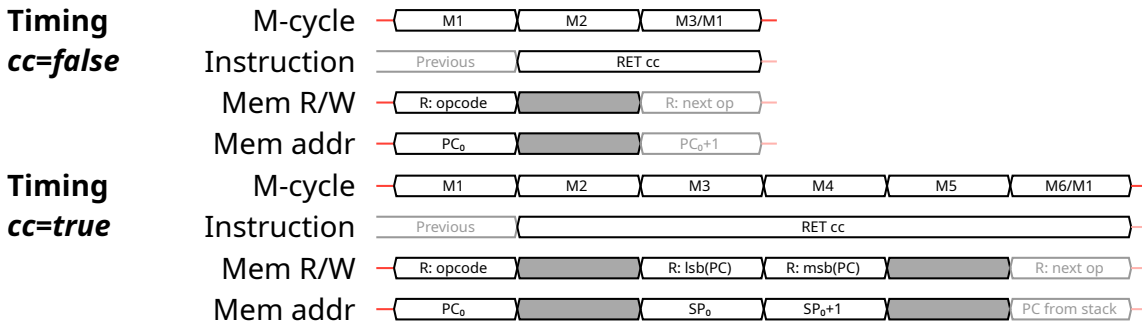 Timing M-cycle M1 M2 M3/M1
cc=false Instruction Previous RET cc
Mem R/W R: opcode R: next op
Mem addr PC₀ PC₀+1
Timing M-cycle M1 M2 M3 M4 M5 M6/M1
cc=true Instruction Previous RET cc
Mem R/W R: opcode R: lsb(PC) R: msb(PC) R: next op
Mem addr PC₀ SP₀ SP₀+1 PC from stack